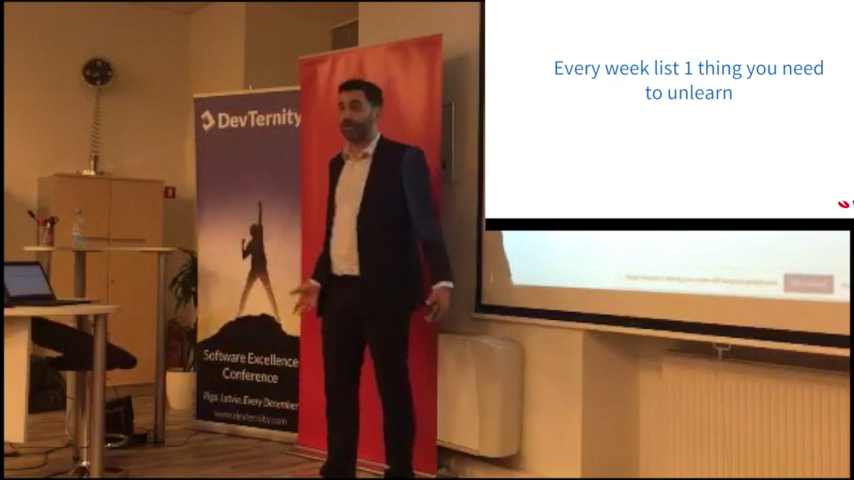 Every week list 1 thing you need
to unlearn
DevTernity
Software Excellence
Conference
Riga, Latvia, Every December
www.devternity.com